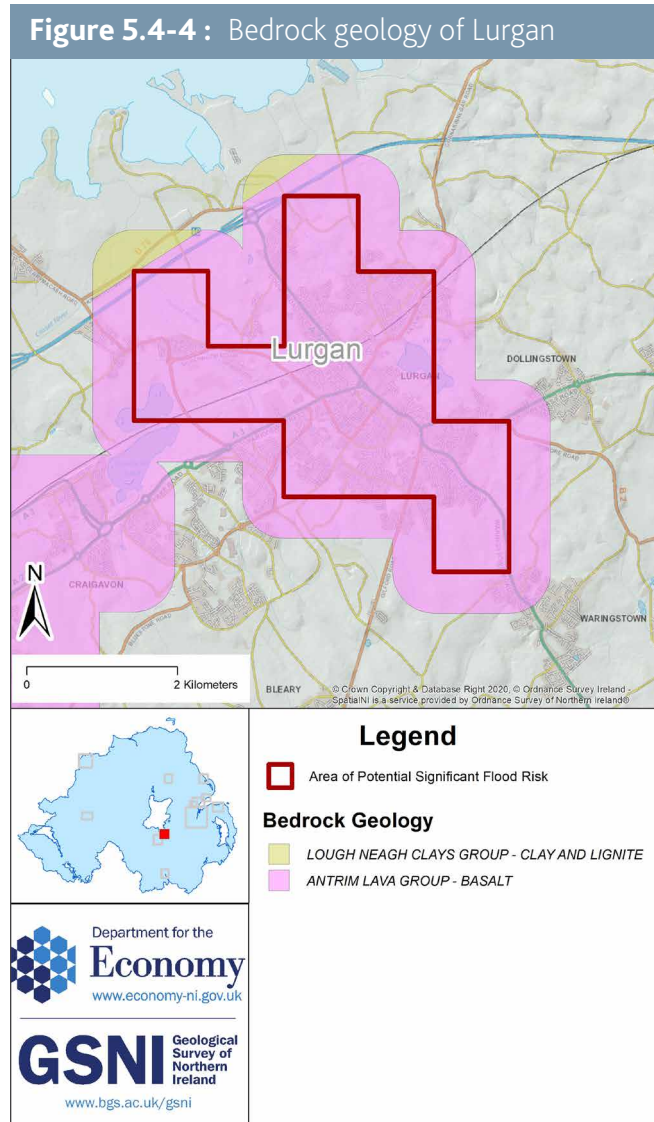 Figure 5.4-4 : Bedrock geology of Lurgan
M1
Lurgan
LURGAN
DOLLINGSTOWN
A 3
CRAIGAVON
B 2
WARINGSTOWN
N
0 2 Kilometers
BLEARY
© Crown Copyright & Database Right 2020, © Ordnance Survey Ireland -
SpatialNI is a service provided by Ordnance Survey of Northern Ireland®
Legend
Area of Potential Significant Flood Risk
Bedrock Geology
LOUGH NEAGH CLAYS GROUP - CLAY AND LIGNITE
ANTRIM LAVA GROUP - BASALT
Department for the
Economy
www.economy-ni.gov.uk
GSNI
Geological
Survey of
Northern
Ireland
www.bgs.ac.uk/gsni